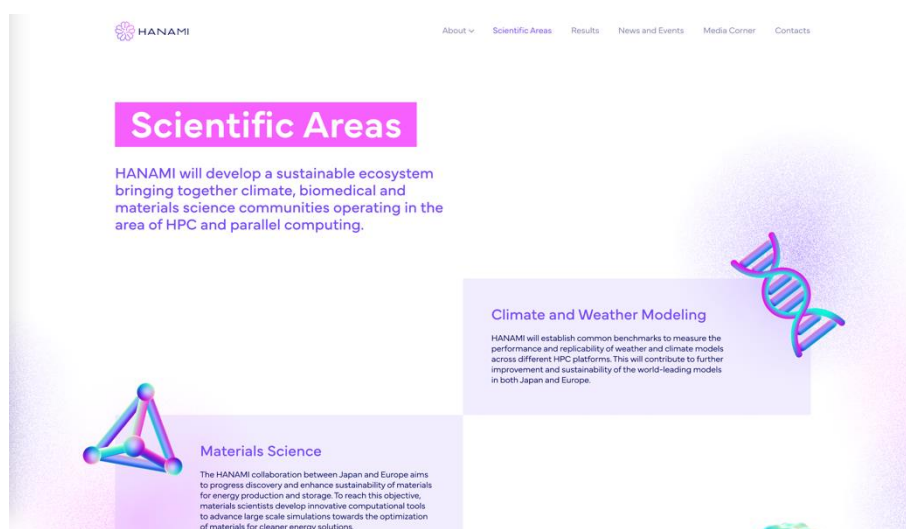 HANAMI
About Scientific Areas Results News and Events Media Corner Contacts
Scientific Areas
HANAMI will develop a sustainable ecosystem
bringing together climate, biomedical and
materials science communities operating in the
area of HPC and parallel computing.
Climate and Weather Modeling
HANAMI will establish common benchmarks to measure the
performance and replicability of weather and climate models
across different HPC platforms. This will contribute to further
improvement and sustainability of the world-leading models
in both Japan and Europe.
Materials Science
The HANAMI collaboration between Japan and Europe aims
to progress discovery and enhance sustainability of materials
for energy production and storage. To reach this objective,
materials scientists develop innovative computational tools
to advance large scale simulations towards the optimization
of materials for cleaner energy solutions.